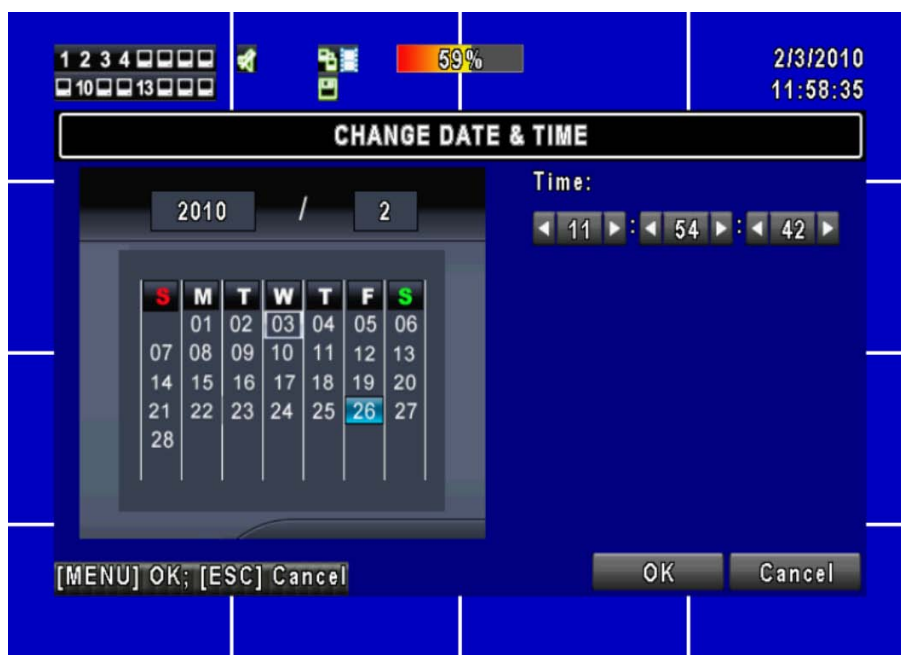 1 2 3 4
59%
2/3/2010
10 13
11:58:35
CHANGE DATE & TIME
2010 / 2
Time:
11 : 54 : 42
S M T W T F S
01 02 03 04 05 06
07 08 09 10 11 12 13
14 15 16 17 18 19 20
21 22 23 24 25 26 27
28
[MENU] OK; [ESC] Cancel
OK
Cancel